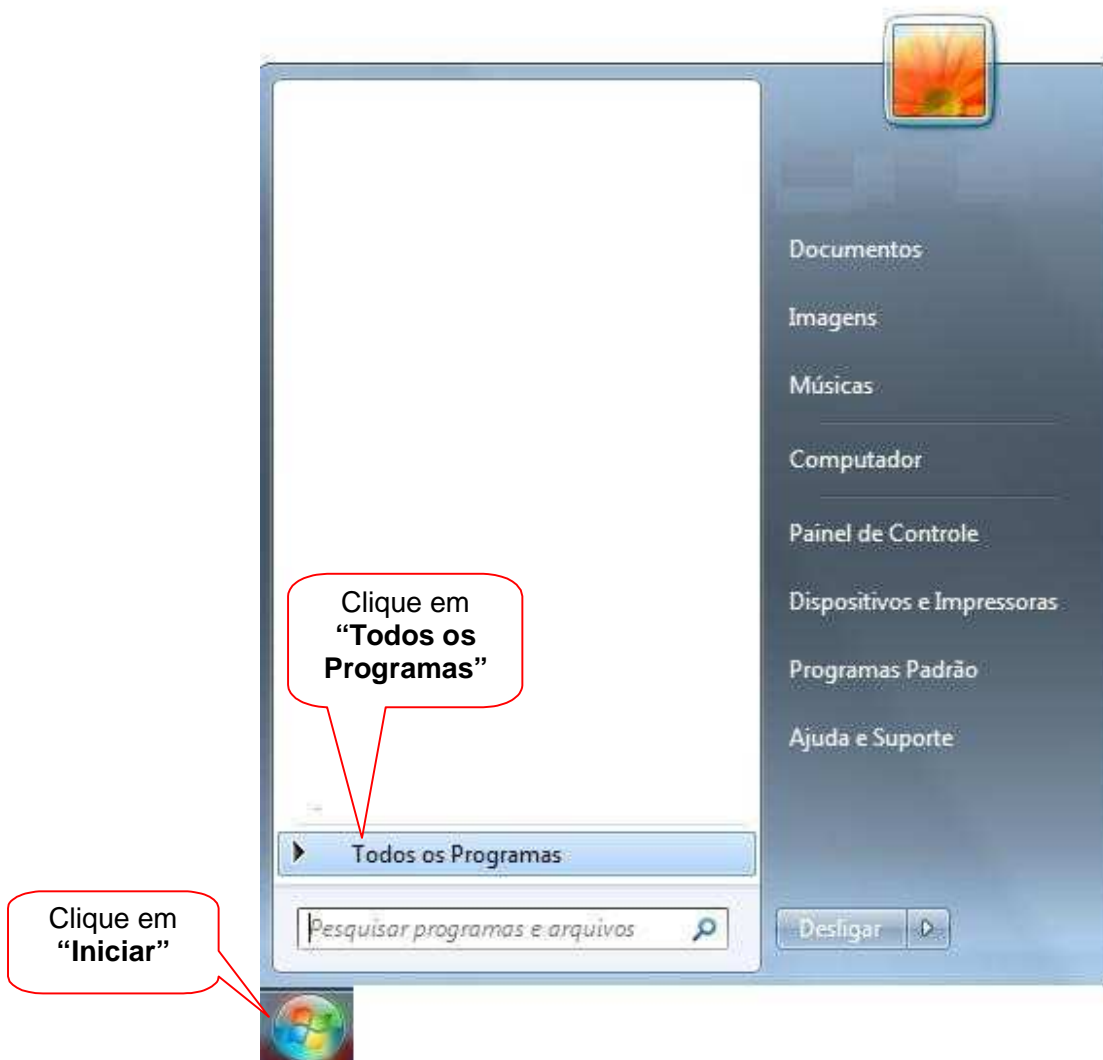 Documentos
Imagens
Músicas
Computador
Painel de Controle
Dispositivos e Impressoras
Programas Padrão
Ajuda e Suporte
Clique em
“Todos os
Programas”
Todos os Programas
Pesquisar programas e arquivos
Desligar
Clique em
“Iniciar”